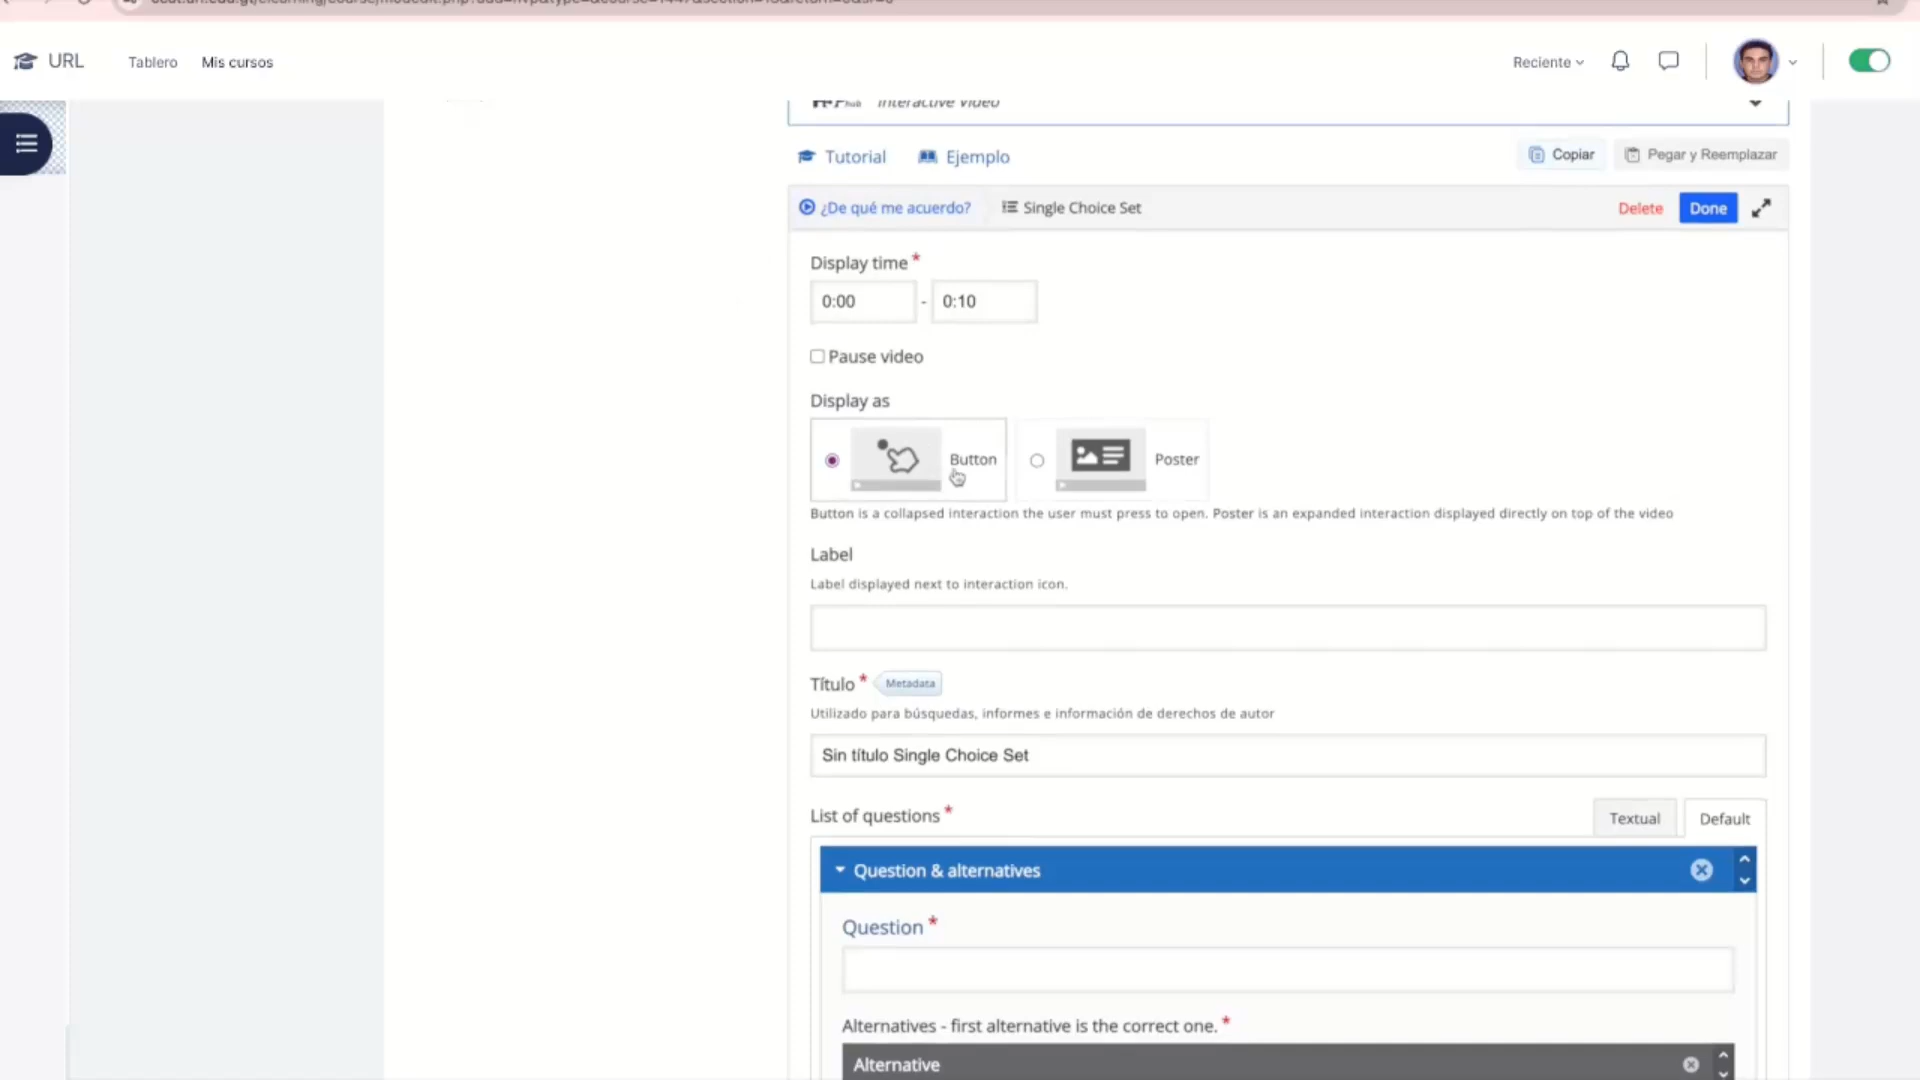 URL
Tablero
Mis cursos
Reciente
Interactive Video
Tutorial
Ejemplo
Copiar
Pegar y Reemplazar
¿De qué me acuerdo?
Single Choice Set
Delete
Done
Display time *
0:00 - 0:10
Pause video
Display as
Button
Poster
Button is a collapsed interaction the user must press to open. Poster is an expanded interaction displayed directly on top of the video
Label
Label displayed next to interaction icon.
Título * Metadata
Utilizado para búsquedas, informes e información de derechos de autor
Sin título Single Choice Set
List of questions *
Textual
Default
Question & alternatives
Question *
Alternatives - first alternative is the correct one. *
Alternative